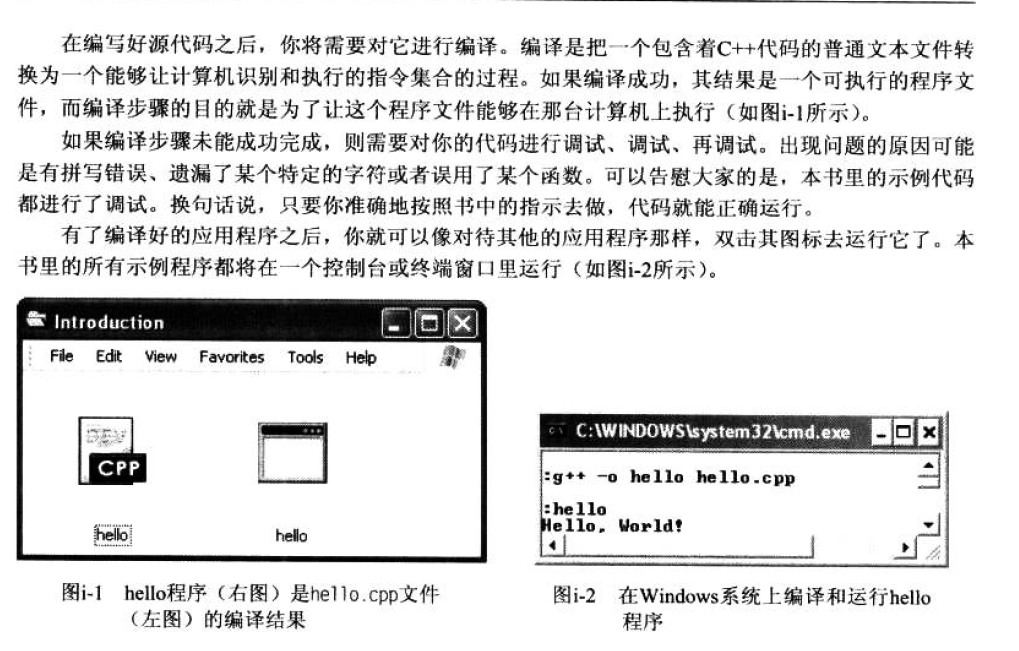 在编写好源代码之后，你将需要对它进行编译。编译是把一个包含着C++代码的普通文本文件转
换为一个能够让计算机识别和执行的指令集合的过程。如果编译成功，其结果是一个可执行的程序文
件，而编译步骤的目的就是为了让这个程序文件能够在那台计算机上执行（如图i-1所示）。
如果编译步骤未能成功完成，则需要对你的代码进行调试、调试、再调试。出现问题的原因可能
是有拼写错误、遗漏了某个特定的字符或者误用了某个函数。可以告慰大家的是，本书里的示例代码
都进行了调试。换句话说，只要你准确地按照书中的指示去做，代码就能正确运行。
有了编译好的应用程序之后，你就可以像对待其他的应用程序那样，双击其图标去运行它了。本
书里的所有示例程序都将在一个控制台或终端窗口里运行（如图i-2所示）。
Introduction
File Edit View Favorites Tools Help
CPP
hello hello
C:\WINDOWS\system32\cmd.exe
:g++ -o hello hello.cpp
:hello
Hello, World!
图i-1 hello程序（右图）是hello.cpp文件
（左图）的编译结果
图i-2 在Windows系统上编译和运行hello
程序